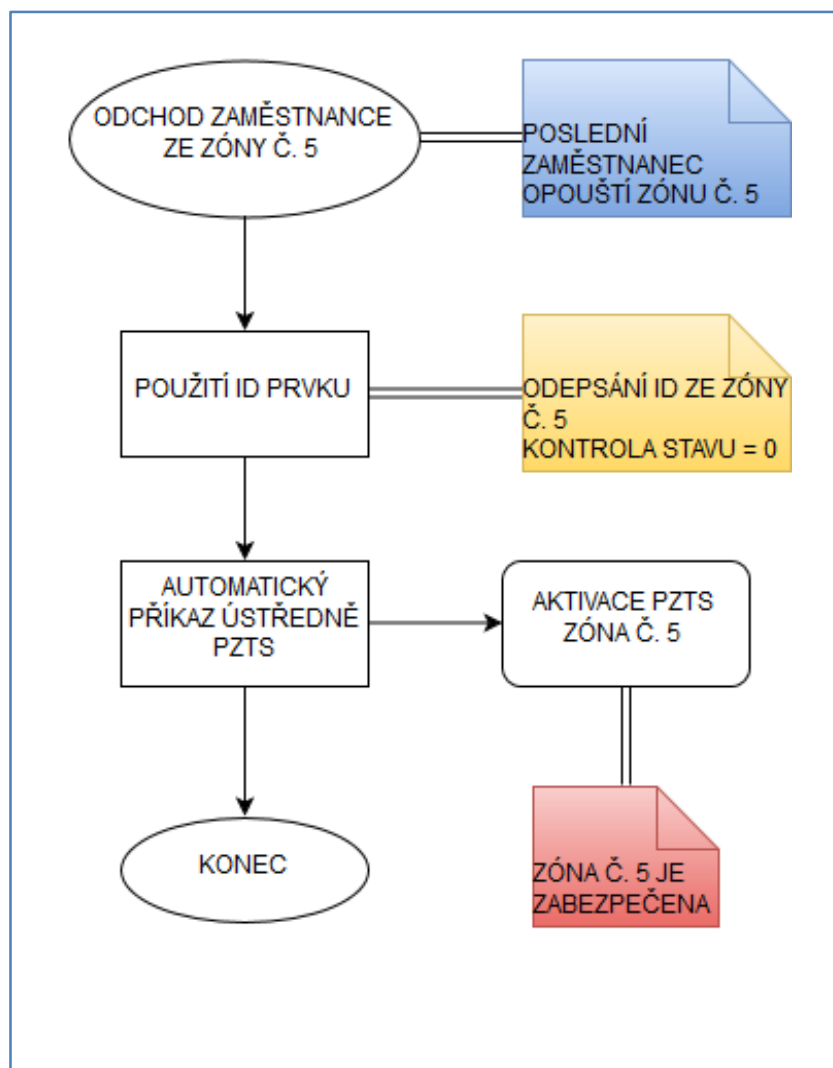 ODCHOD ZAMĚSTNANCE
ZE ZÓNY Č. 5
POSLEDNÍ
ZAMĚSTNANEC
OPOUŠTÍ ZÓNU Č. 5
POUŽITÍ ID PRVKU
ODEPSÁNÍ ID ZE ZÓNY
Č. 5
KONTROLA STAVU = 0
AUTOMATICKÝ
PŘÍKAZ ÚSTŘEDNĚ
PZTS
AKTIVACE PZTS
ZÓNA Č. 5
KONEC
ZÓNA Č. 5 JE
ZABEZPEČENA